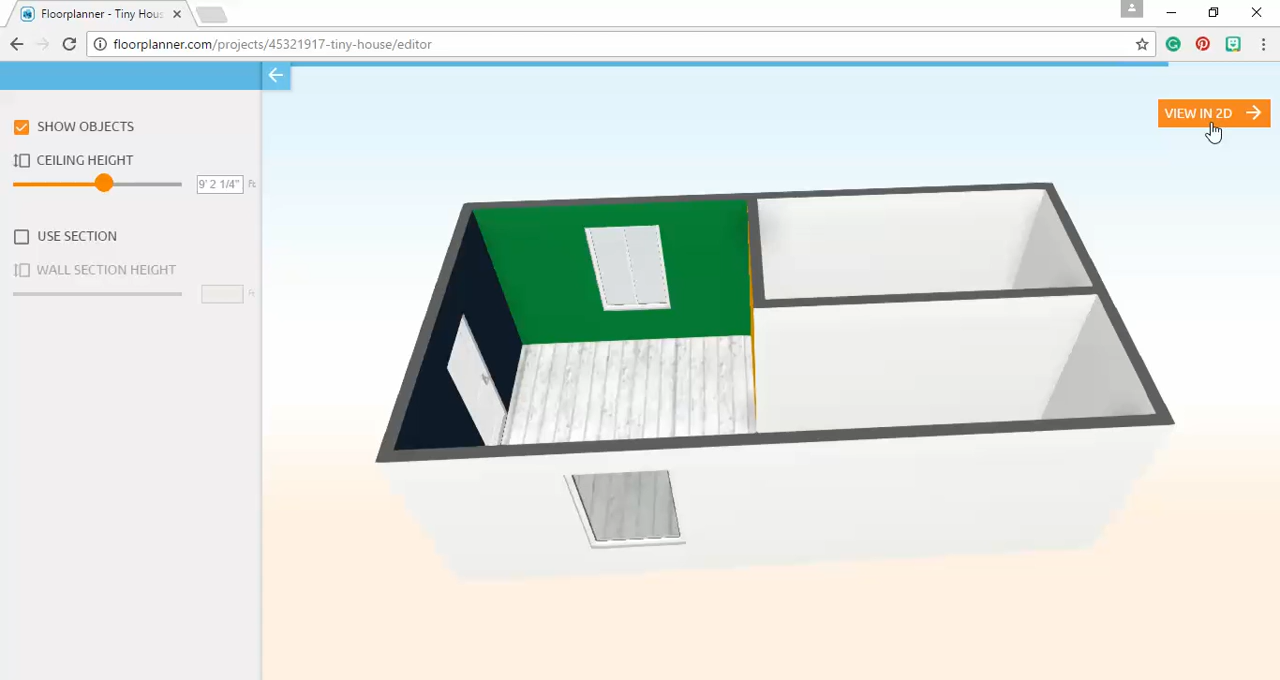 Floorplanner - Tiny Hous
floorplanner.com/projects/45321917-tiny-house/editor
VIEW IN 2D
SHOW OBJECTS
CEILING HEIGHT
9' 2 1/4" Ft
USE SECTION
WALL SECTION HEIGHT
Ft